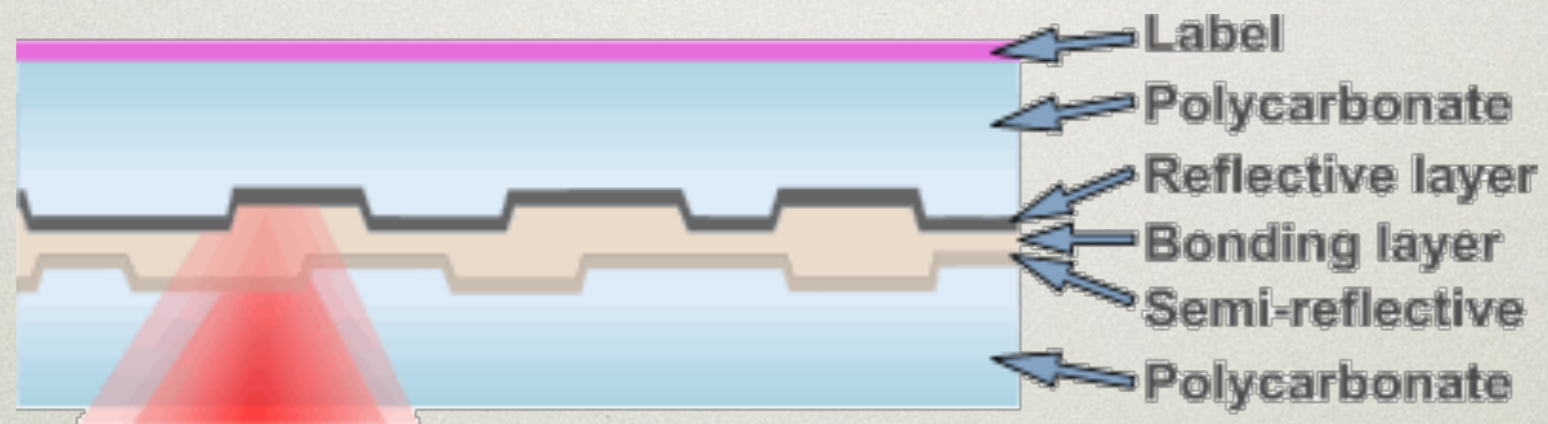 Label
Polycarbonate
Reflective layer
Bonding layer
Semi-reflective
Polycarbonate